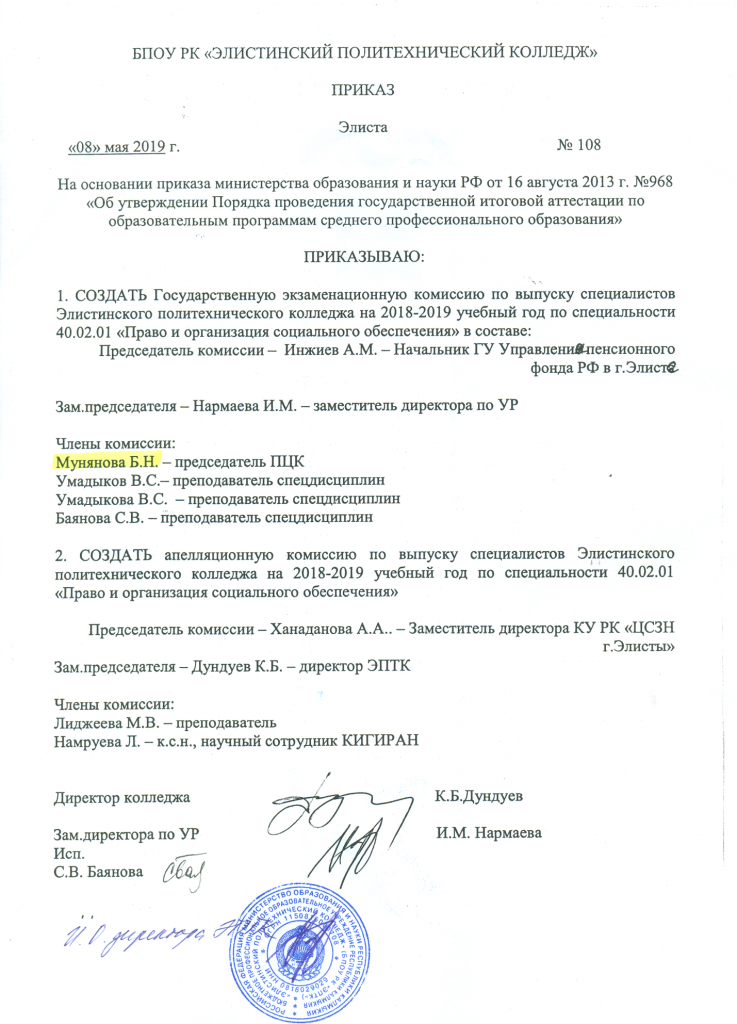 БПОУ РК «ЭЛИСТИНСКИЙ ПОЛИТЕХНИЧЕСКИЙ КОЛЛЕДЖ»
ПРИКАЗ
Элиста
«08» мая 2019 г. № 108
На основании приказа министерства образования и науки РФ от 16 августа 2013 г. №968
«Об утверждении Порядка проведения государственной итоговой аттестации по
образовательным программам среднего профессионального образования»
ПРИКАЗЫВАЮ:
1. СОЗДАТЬ Государственную экзаменационную комиссию по выпуску специалистов
Элистинского политехнического колледжа на 2018-2019 учебный год по специальности
40.02.01 «Право и организация социального обеспечения» в составе:
Председатель комиссии – Инжиев А.М. – Начальник ГУ Управления пенсионного
фонда РФ в г.Элисте
Зам.председателя – Нармаева И.М. – заместитель директора по УР
Члены комиссии:
Мунянова Б.Н. – председатель ПЦК
Умадыков В.С.– преподаватель спецдисциплин
Умадыкова В.С. – преподаватель спецдисциплин
Баянова С.В. – преподаватель спецдисциплин
2. СОЗДАТЬ апелляционную комиссию по выпуску специалистов Элистинского
политехнического колледжа на 2018-2019 учебный год по специальности 40.02.01
«Право и организация социального обеспечения»
Председатель комиссии – Ханаданова А.А.. – Заместитель директора КУ РК «ЦСЗН
г.Элисты»
Зам.председателя – Дундуев К.Б. – директор ЭПТК
Члены комиссии:
Лиджеева М.В. – преподаватель
Намруева Л. – к.с.н., научный сотрудник КИГИРАН
Директор колледжа К.Б.Дундуев
Зам.директора по УР И.М. Нармаева
Исп.
С.В. Баянова
И.О. директора